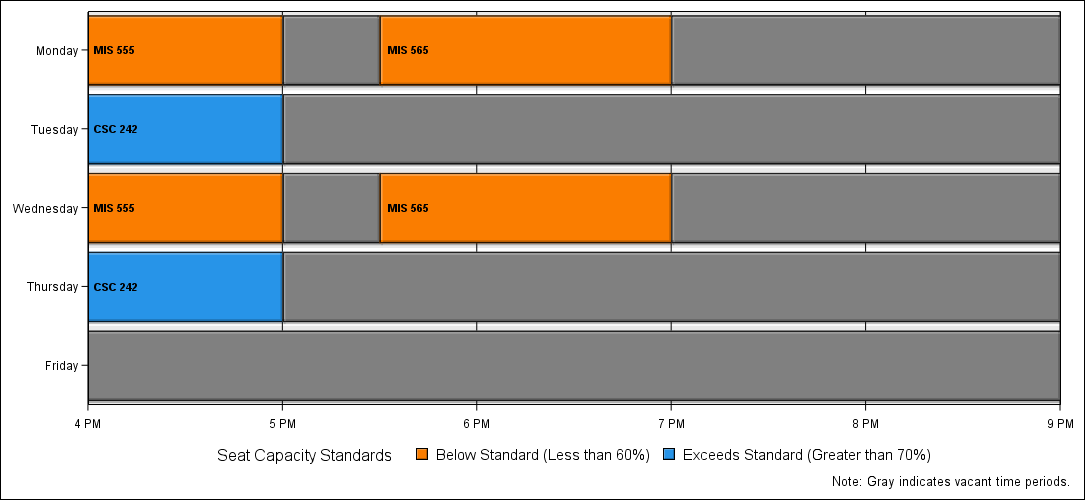 Monday
MIS 555
MIS 565
Tuesday
CSC 242
Wednesday
MIS 555
MIS 565
Thursday
CSC 242
Friday
4 PM
5 PM
6 PM
7 PM
8 PM
9 PM
Seat Capacity Standards
Below Standard (Less than 60%)
Exceeds Standard (Greater than 70%)
Note: Gray indicates vacant time periods.